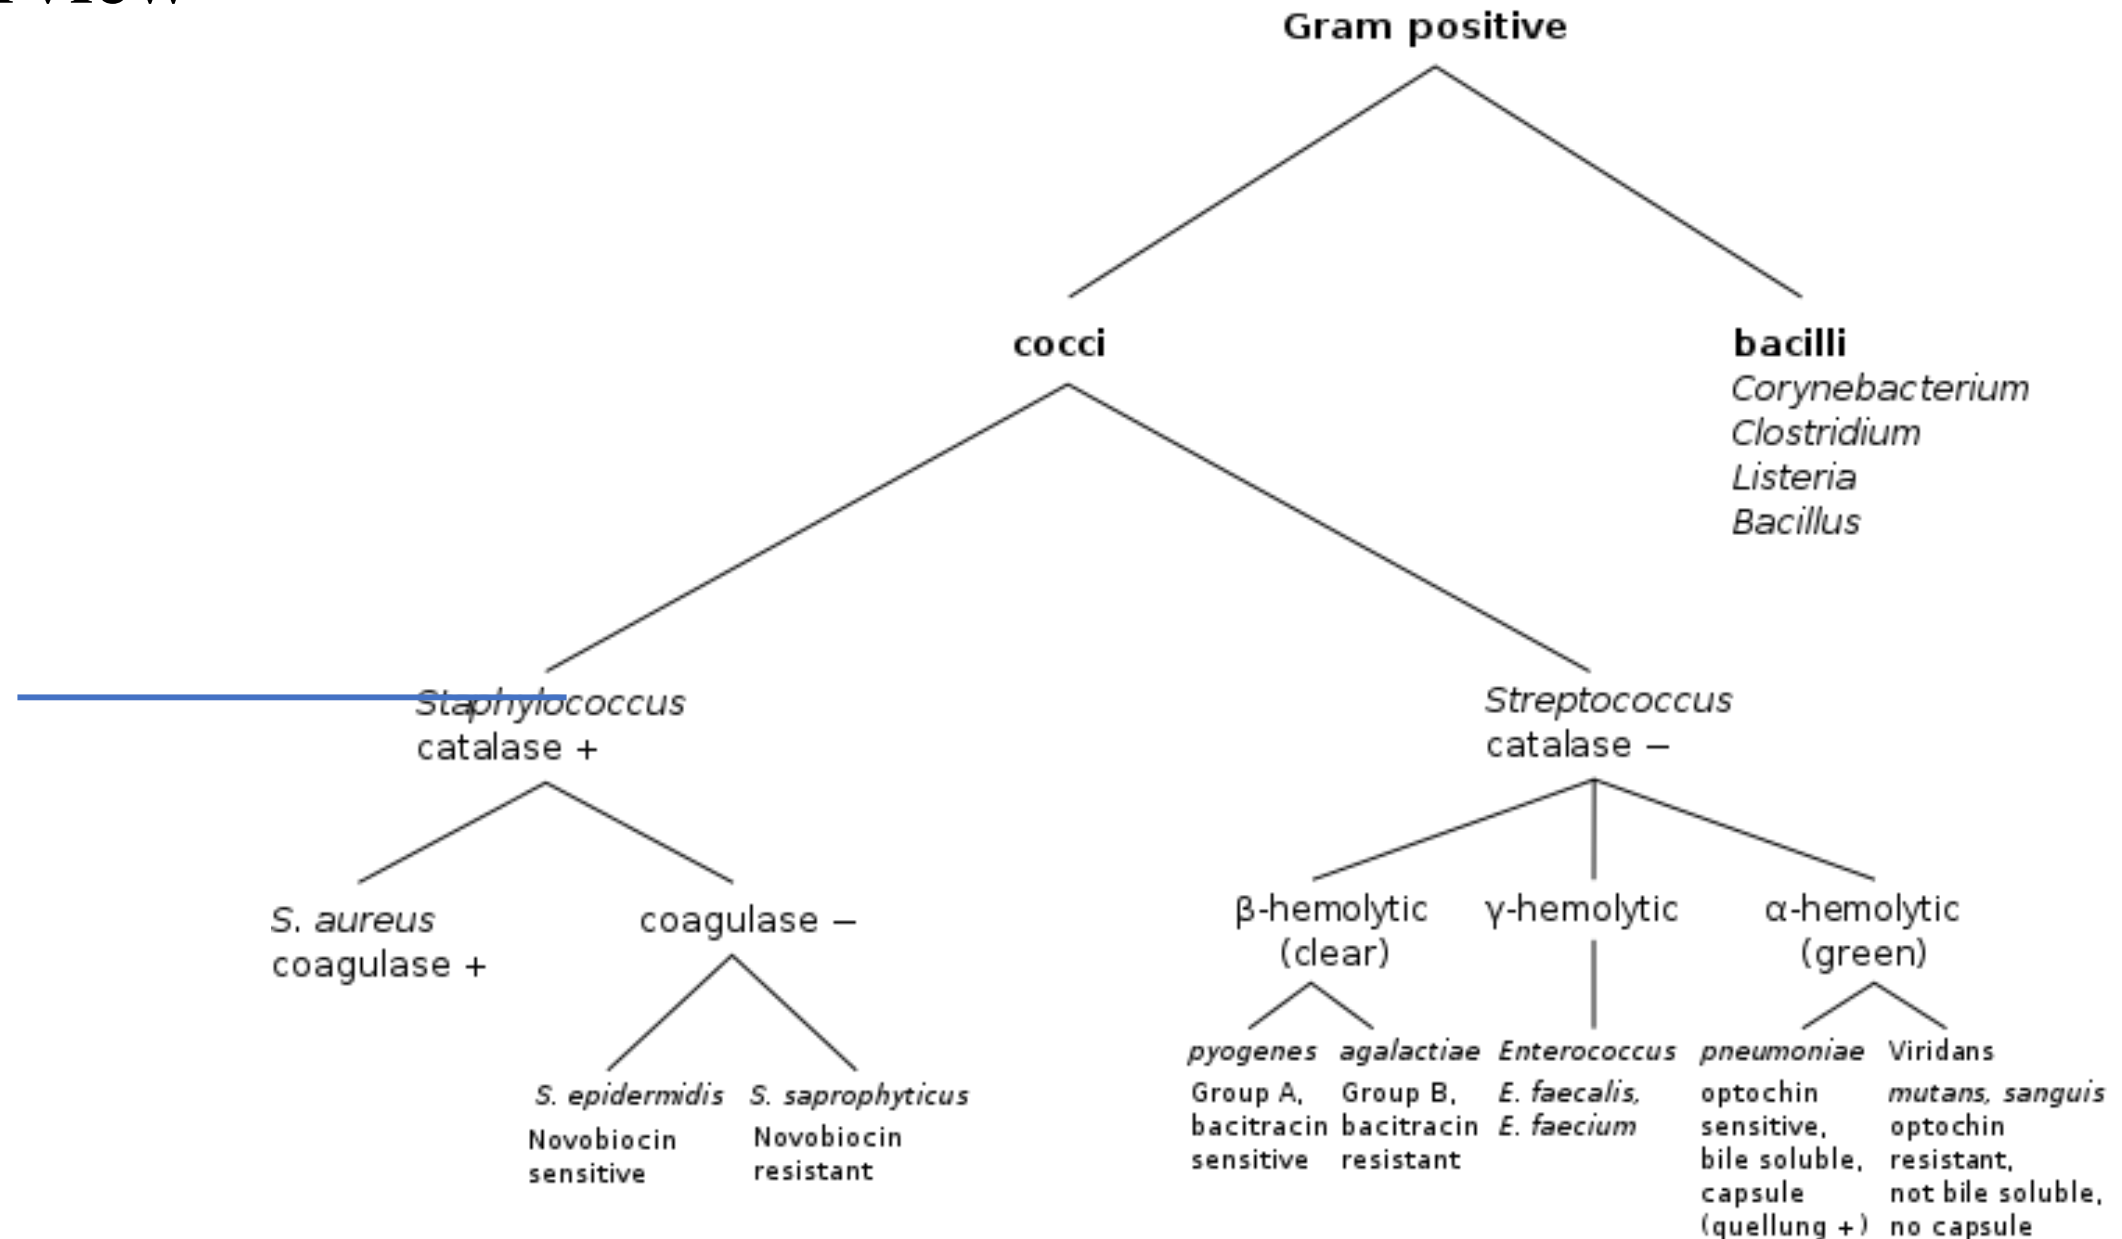 Gram positive
cocci
bacilli
Corynebacterium
Clostridium
Listeria
Bacillus
Staphylococcus
catalase +
Streptococcus
catalase −
S. aureus
coagulase +
coagulase −
S. epidermidis
Novobiocin
sensitive
S. saprophyticus
Novobiocin
resistant
β-hemolytic
(clear)
γ-hemolytic
α-hemolytic
(green)
pyogenes
Group A,
bacitracin
sensitive
agalactiae
Group B,
bacitracin
resistant
Enterococcus
E. faecalis,
E. faecium
pneumoniae
optochin
sensitive,
bile soluble,
capsule
(quellung +)
Viridans
mutans, sanguis
optochin
resistant,
not bile soluble,
no capsule